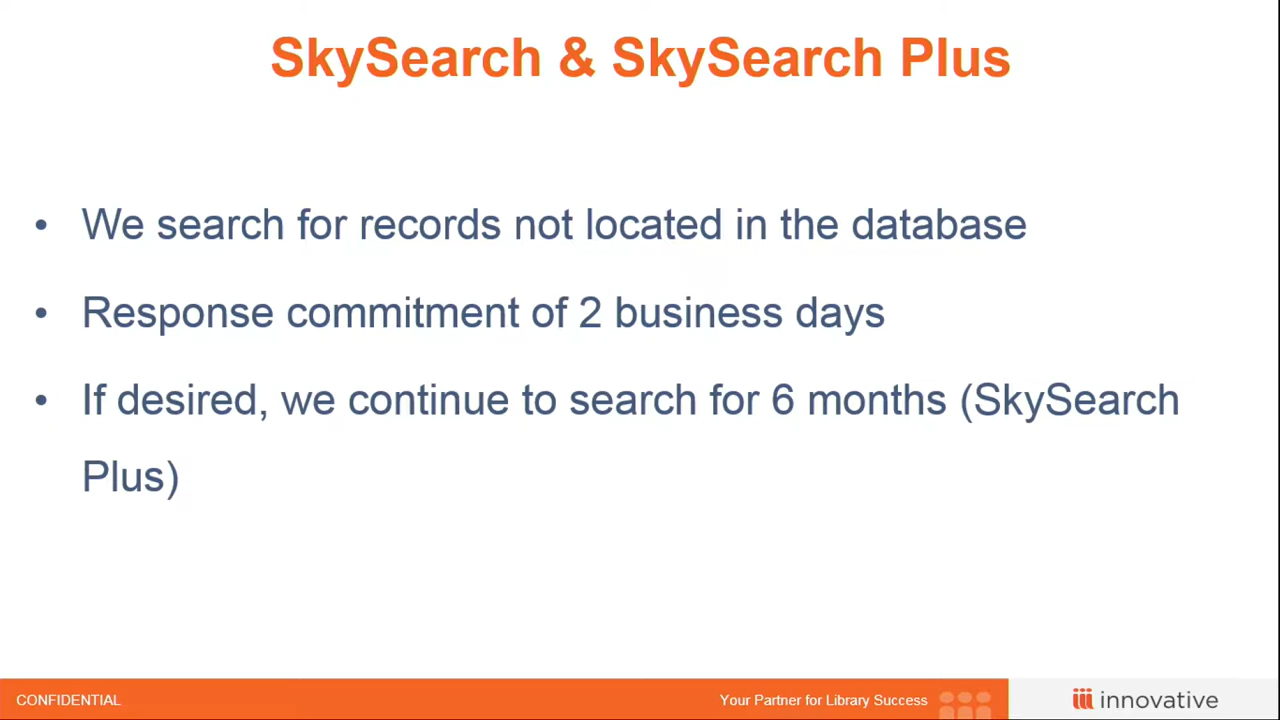 SkySearch & SkySearch Plus
• We search for records not located in the database
• Response commitment of 2 business days
• If desired, we continue to search for 6 months (SkySearch
Plus)
CONFIDENTIAL
Your Partner for Library Success
innovative